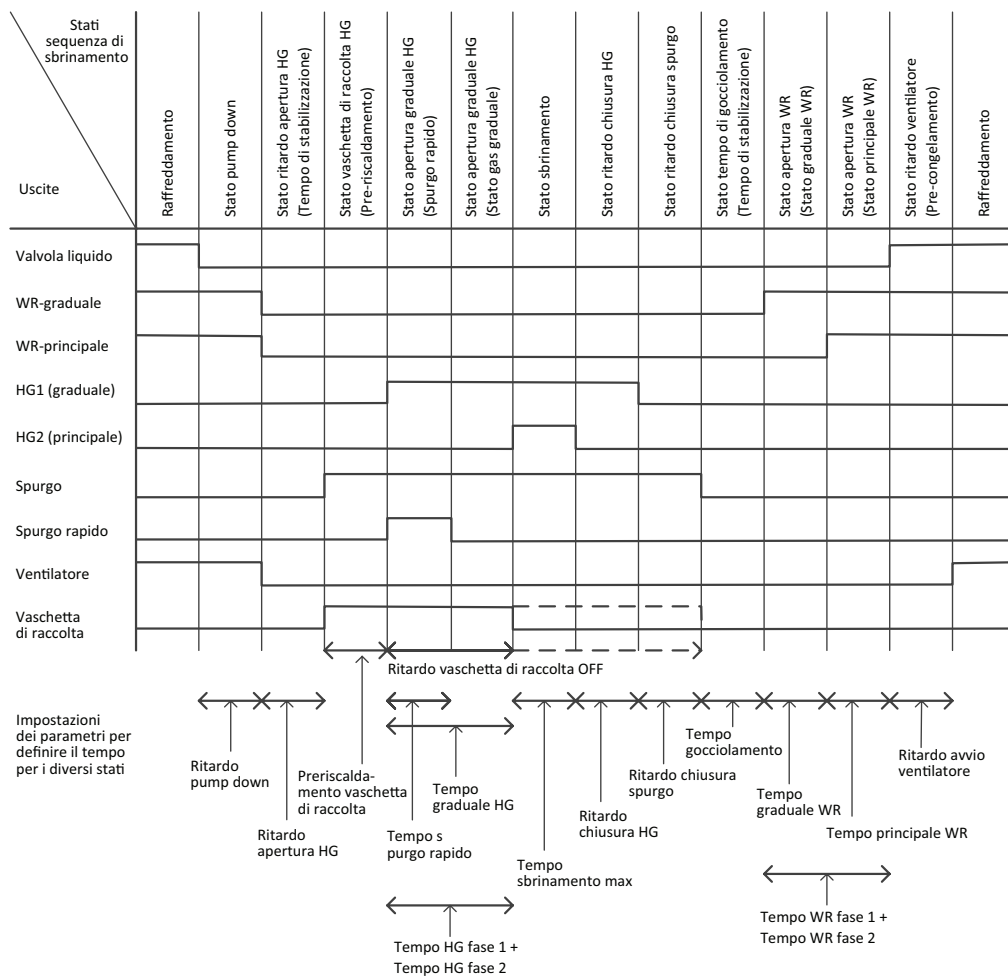 Stati
sequenza di
sbrinamento
Uscite
Raffreddamento
Stato pump down
Stato ritardo apertura HG
(Tempo di stabilizzazione)
Stato vaschetta di raccolta HG
(Pre-riscaldamento)
Stato apertura graduale HG
(Spurgo rapido)
Stato apertura graduale HG
(Stato gas graduale)
Stato sbrinamento
Stato ritardo chiusura HG
Stato ritardo chiusura spurgo
Stato tempo di gocciolamento
(Tempo di stabilizzazione)
Stato apertura WR
(Stato graduale WR)
Stato apertura WR
(Stato principale WR)
Stato ritardo ventilatore
(Pre-congelamento)
Raffreddamento
Valvola liquido
WR-graduale
WR-principale
HG1 (graduale)
HG2 (principale)
Spurgo
Spurgo rapido
Ventilatore
Vaschetta
di raccolta
Ritardo vaschetta di raccolta OFF
Impostazioni
dei parametri per
definire il tempo
per i diversi stati
Ritardo
pump down
Ritardo
apertura HG
Preriscalda-
mento vaschetta
di raccolta
Tempo s
purgo rapido
Tempo
graduale HG
Tempo HG fase 1 +
Tempo HG fase 2
Tempo
sbrinamento max
Ritardo
chiusura HG
Ritardo chiusura
spurgo
Tempo
gocciolamento
Tempo
graduale WR
Tempo principale WR
Tempo WR fase 1 +
Tempo WR fase 2
Ritardo avvio
ventilatore